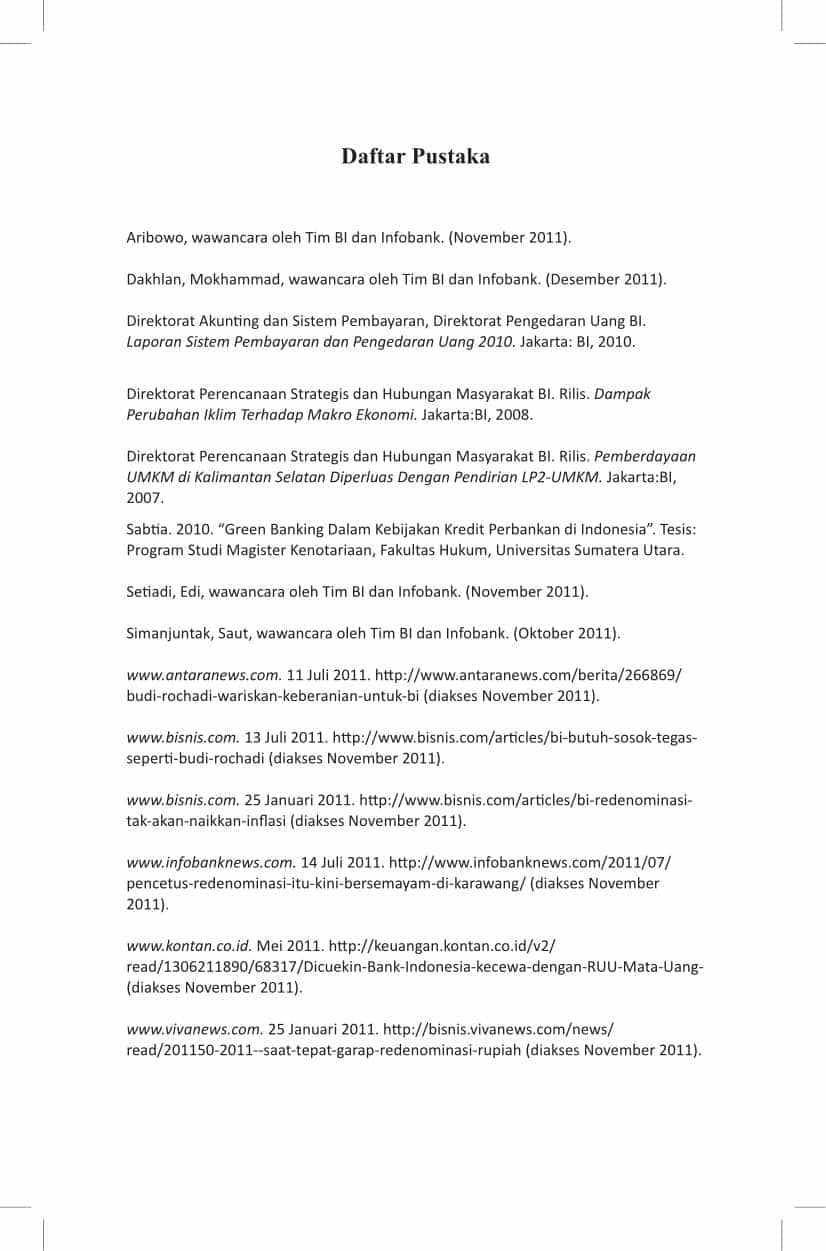 Daftar Pustaka
Aribowo, wawancara oleh Tim BI dan Infobank. (November 2011).
Dakhlan, Mokhammad, wawancara oleh Tim BI dan Infobank. (Desember 2011).
Direktorat Akunting dan Sistem Pembayaran, Direktorat Pengedaran Uang BI.
Laporan Sistem Pembayaran dan Pengedaran Uang 2010. Jakarta: BI, 2010.
Direktorat Perencanaan Strategis dan Hubungan Masyarakat BI. Rilis. Dampak
Perubahan Iklim Terhadap Makro Ekonomi. Jakarta:BI, 2008.
Direktorat Perencanaan Strategis dan Hubungan Masyarakat BI. Rilis. Pemberdayaan
UMKM di Kalimantan Selatan Diperluas Dengan Pendirian LP2-UMKM. Jakarta:BI,
2007.
Sabtia. 2010. “Green Banking Dalam Kebijakan Kredit Perbankan di Indonesia”. Tesis:
Program Studi Magister Kenotariaan, Fakultas Hukum, Universitas Sumatera Utara.
Setiadi, Edi, wawancara oleh Tim BI dan Infobank. (November 2011).
Simanjuntak, Saut, wawancara oleh Tim BI dan Infobank. (Oktober 2011).
www.antaranews.com. 11 Juli 2011. http://www.antaranews.com/berita/266869/
budi-rochadi-wariskan-keberanian-untuk-bi (diakses November 2011).
www.bisnis.com. 13 Juli 2011. http://www.bisnis.com/articles/bi-butuh-sosok-tegas-
seperti-budi-rochadi (diakses November 2011).
www.bisnis.com. 25 Januari 2011. http://www.bisnis.com/articles/bi-redenominasi-
tak-akan-naikkan-inflasi (diakses November 2011).
www.infobanknews.com. 14 Juli 2011. http://www.infobanknews.com/2011/07/
pencetus-redenominasi-itu-kini-bersemayam-di-karawang/ (diakses November
2011).
www.kontan.co.id. Mei 2011. http://keuangan.kontan.co.id/v2/
read/1306211890/68317/Dicuekin-Bank-Indonesia-kecewa-dengan-RUU-Mata-Uang-
(diakses November 2011).
www.vivanews.com. 25 Januari 2011. http://bisnis.vivanews.com/news/
read/201150-2011--saat-tepat-garap-redenominasi-rupiah (diakses November 2011).